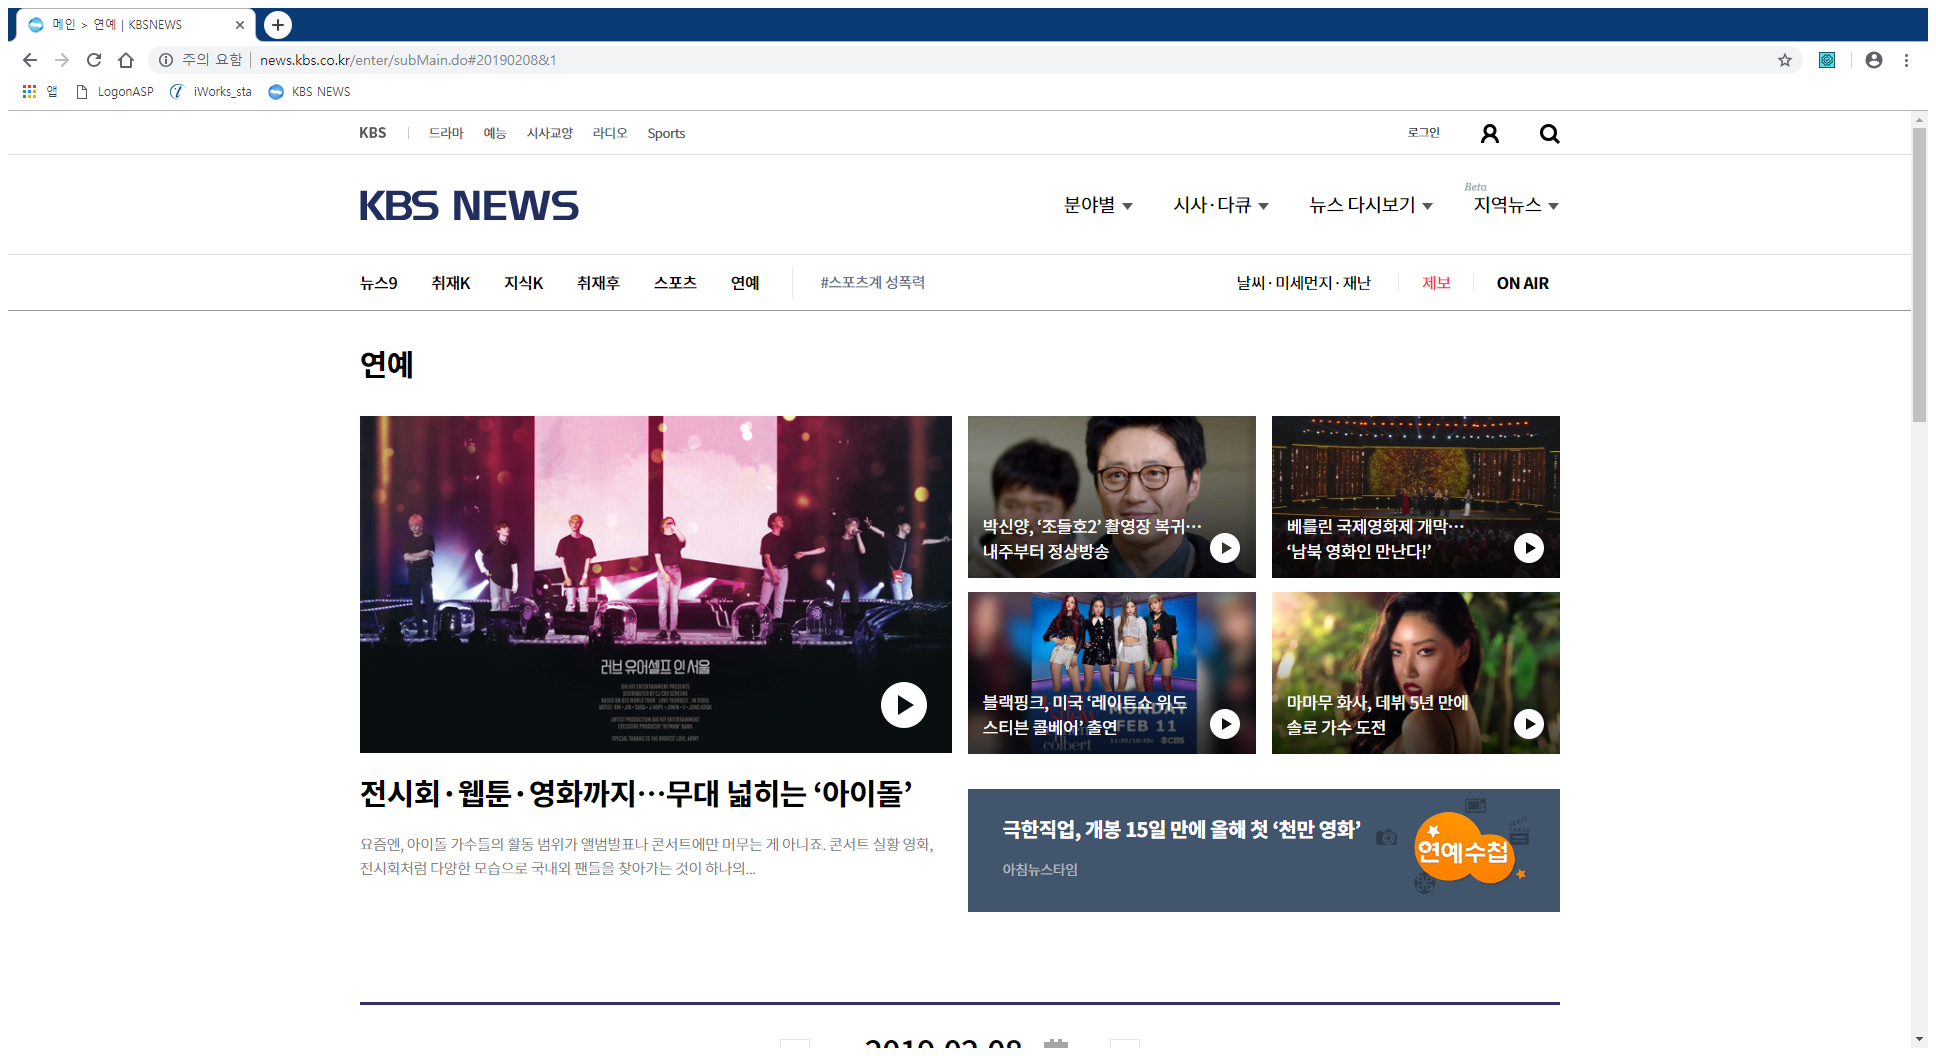 메인 > 연예 | KBSNEWS
주의 요함 | news.kbs.co.kr/enter/subMain.do#20190208&1
앱 LogonASP iWorks_sta KBS NEWS
KBS 드라마 예능 시사교양 라디오 Sports 로그인
Beta
KBS NEWS 분야별 시사·다큐 뉴스 다시보기 지역뉴스
뉴스9 취재K 지식K 취재후 스포츠 연예 #스포츠계 성폭력 날씨·미세먼지·재난 제보 ON AIR
연예
러브 유어셀프 인 서울
전시회·웹툰·영화까지…무대 넓히는 ‘아이돌’
요즘엔, 아이돌 가수들의 활동 범위가 앨범발표나 콘서트에만 머무는 게 아니죠. 콘서트 실황 영화,
전시회처럼 다양한 모습으로 국내외 팬들을 찾아가는 것이 하나의...
박신양, ‘조들호2’ 촬영장 복귀…
내주부터 정상방송
베를린 국제영화제 개막…
‘남북 영화인 만난다!’
블랙핑크, 미국 ‘레이트쇼 위드
스티븐 콜베어’ 출연
MONDAY
FEB 11
colbert
CBS
마마무 화사, 데뷔 5년 만에
솔로 가수 도전
극한직업, 개봉 15일 만에 올해 첫 ‘천만 영화’
아침뉴스타임
연예수첩
2019.02.08